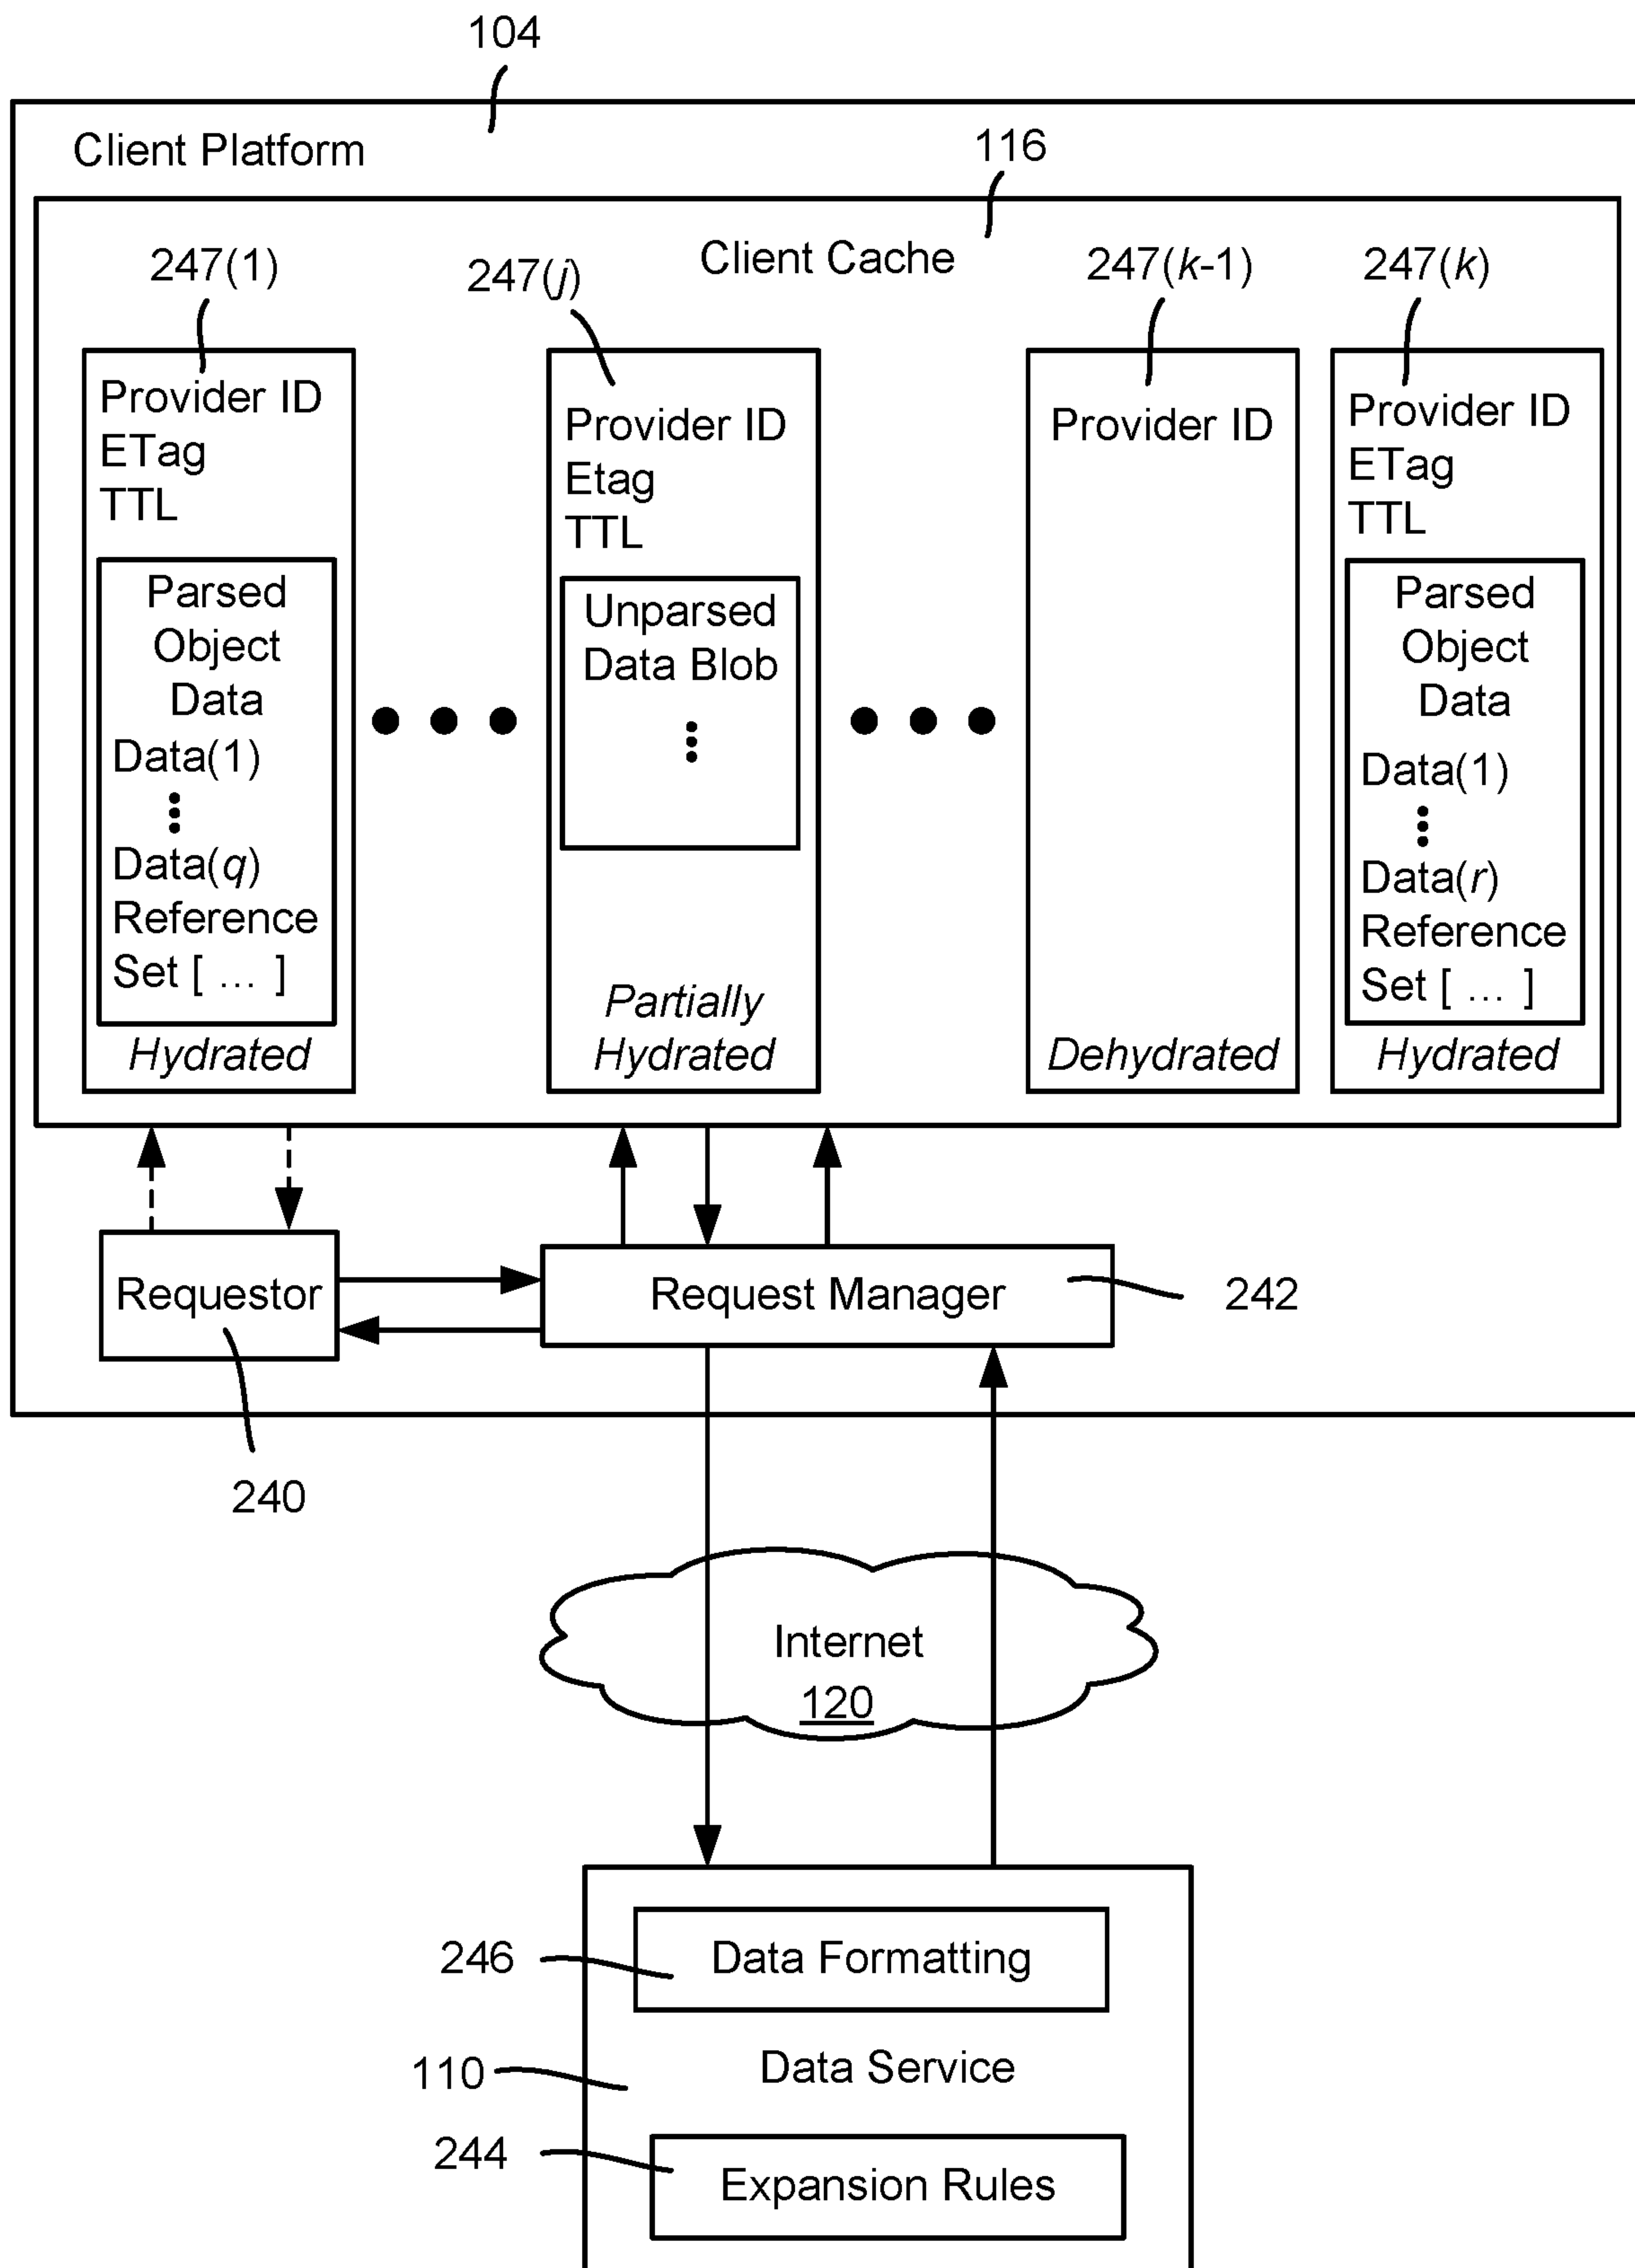 104
Client Platform
116
Client Cache
247(1)
247(j)
247(k-1)
247(k)
Provider ID
ETag
TTL
Parsed
Object
Data
Data(1)
Data(q)
Reference
Set [ ... ]
Hydrated
Provider ID
Etag
TTL
Unparsed
Data Blob
Partially
Hydrated
Provider ID
Dehydrated
Provider ID
ETag
TTL
Parsed
Object
Data
Data(1)
Data(r)
Reference
Set [ ... ]
Hydrated
Requestor
Request Manager
242
240
Internet
120
246
Data Formatting
110
Data Service
244
Expansion Rules